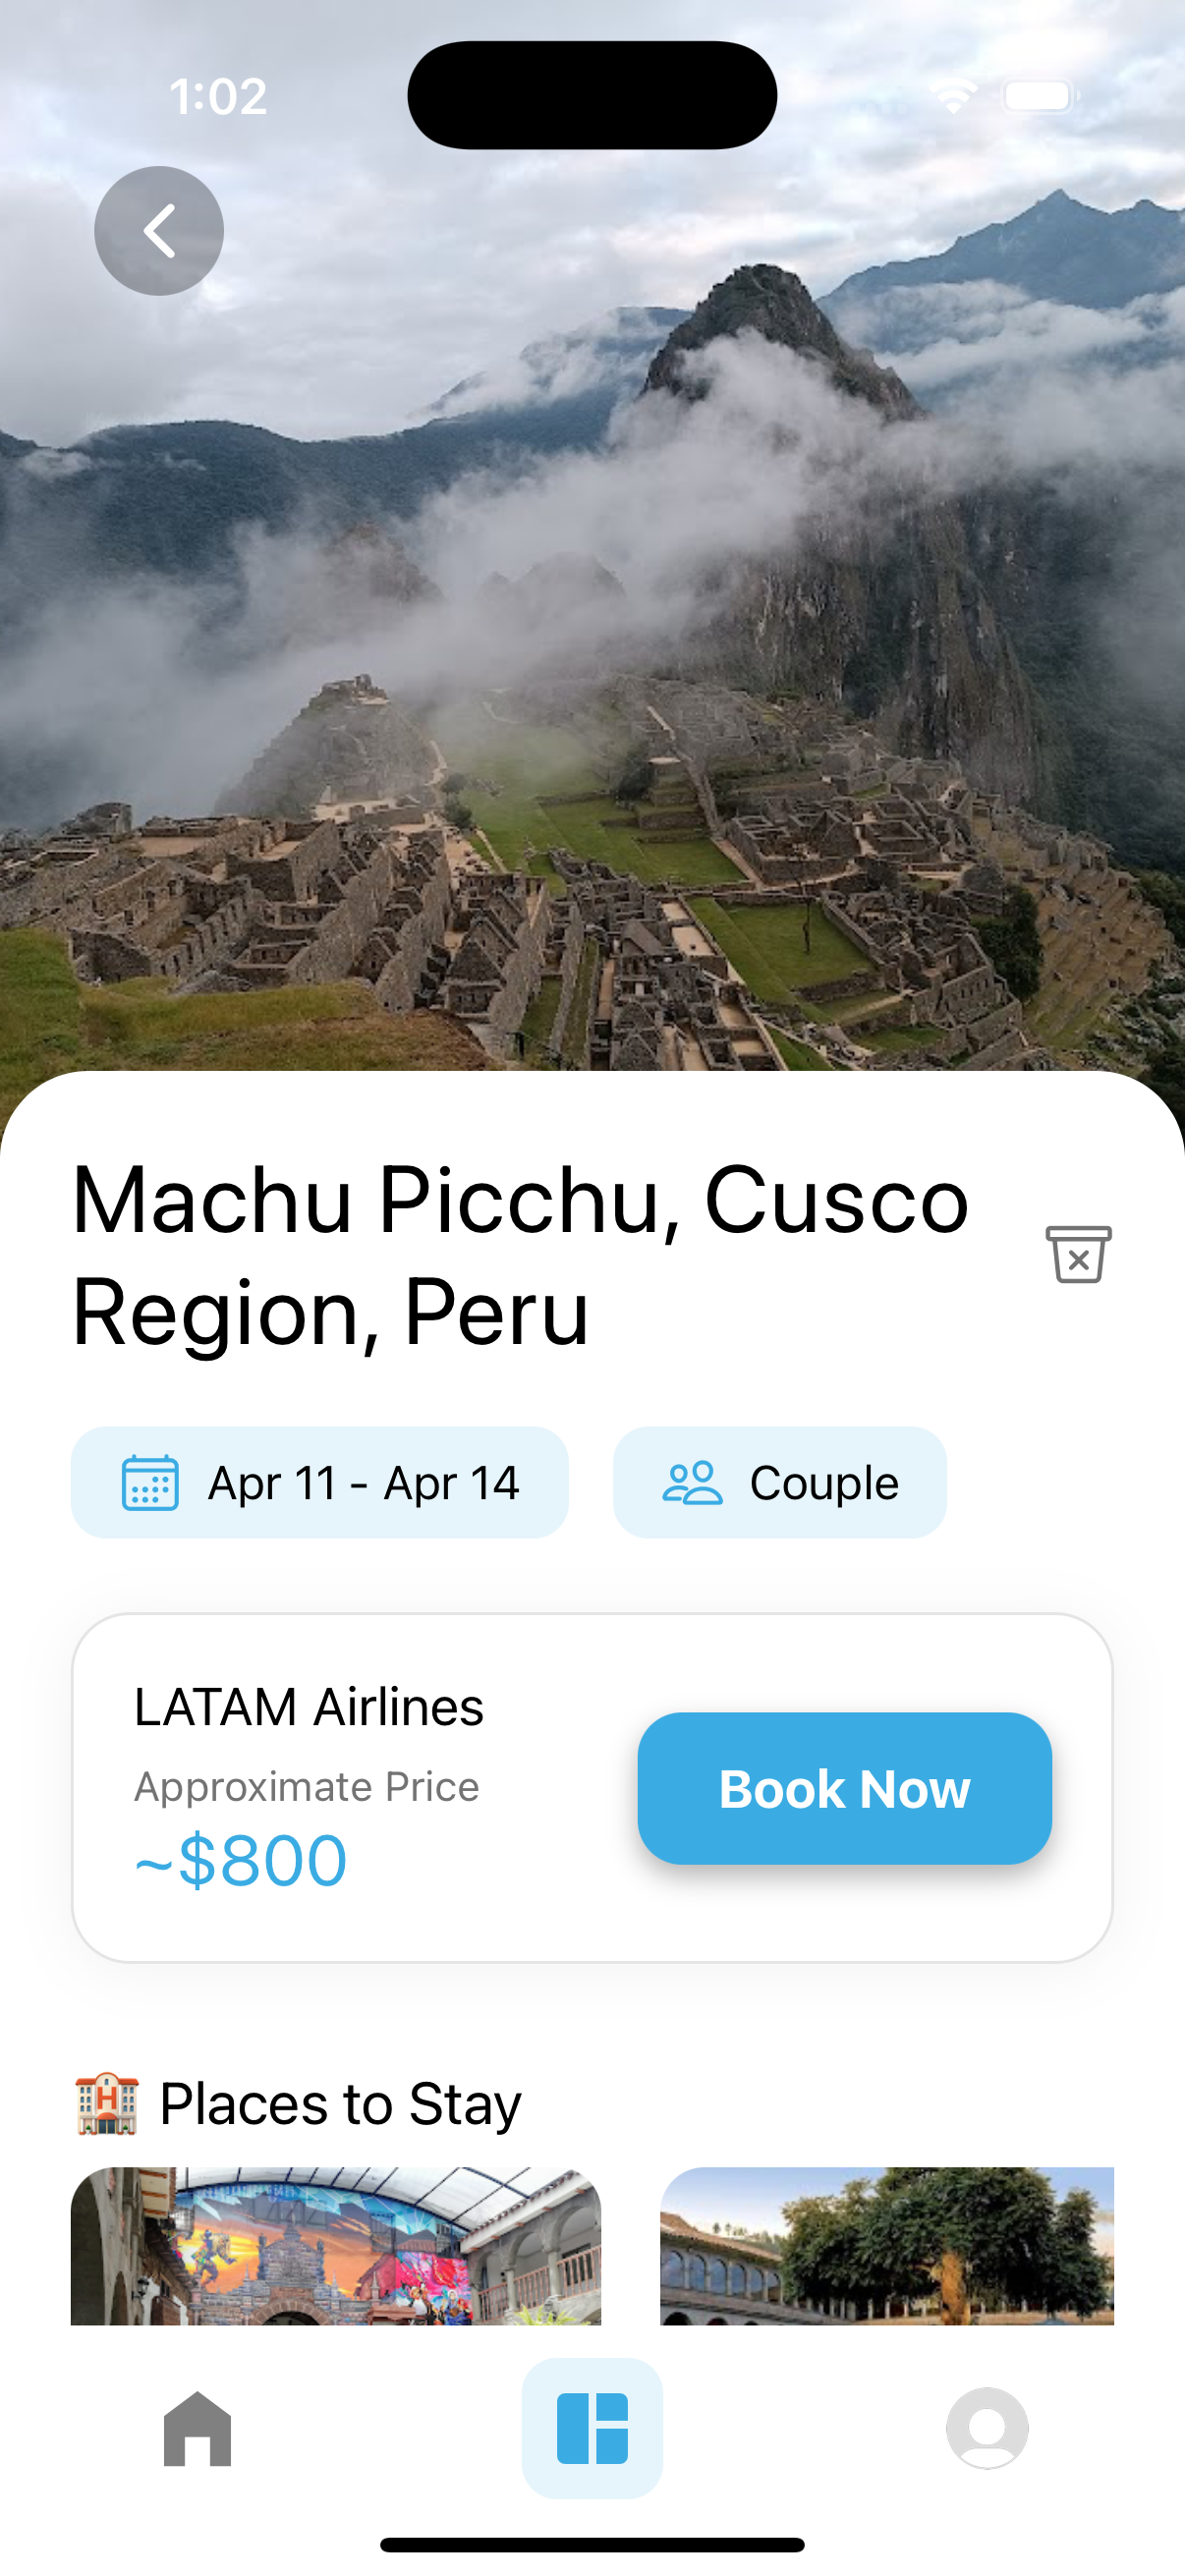 1:02
Machu Picchu, Cusco
Region, Peru
Apr 11 - Apr 14
Couple
LATAM Airlines
Approximate Price
~$800
Book Now
🏨 Places to Stay